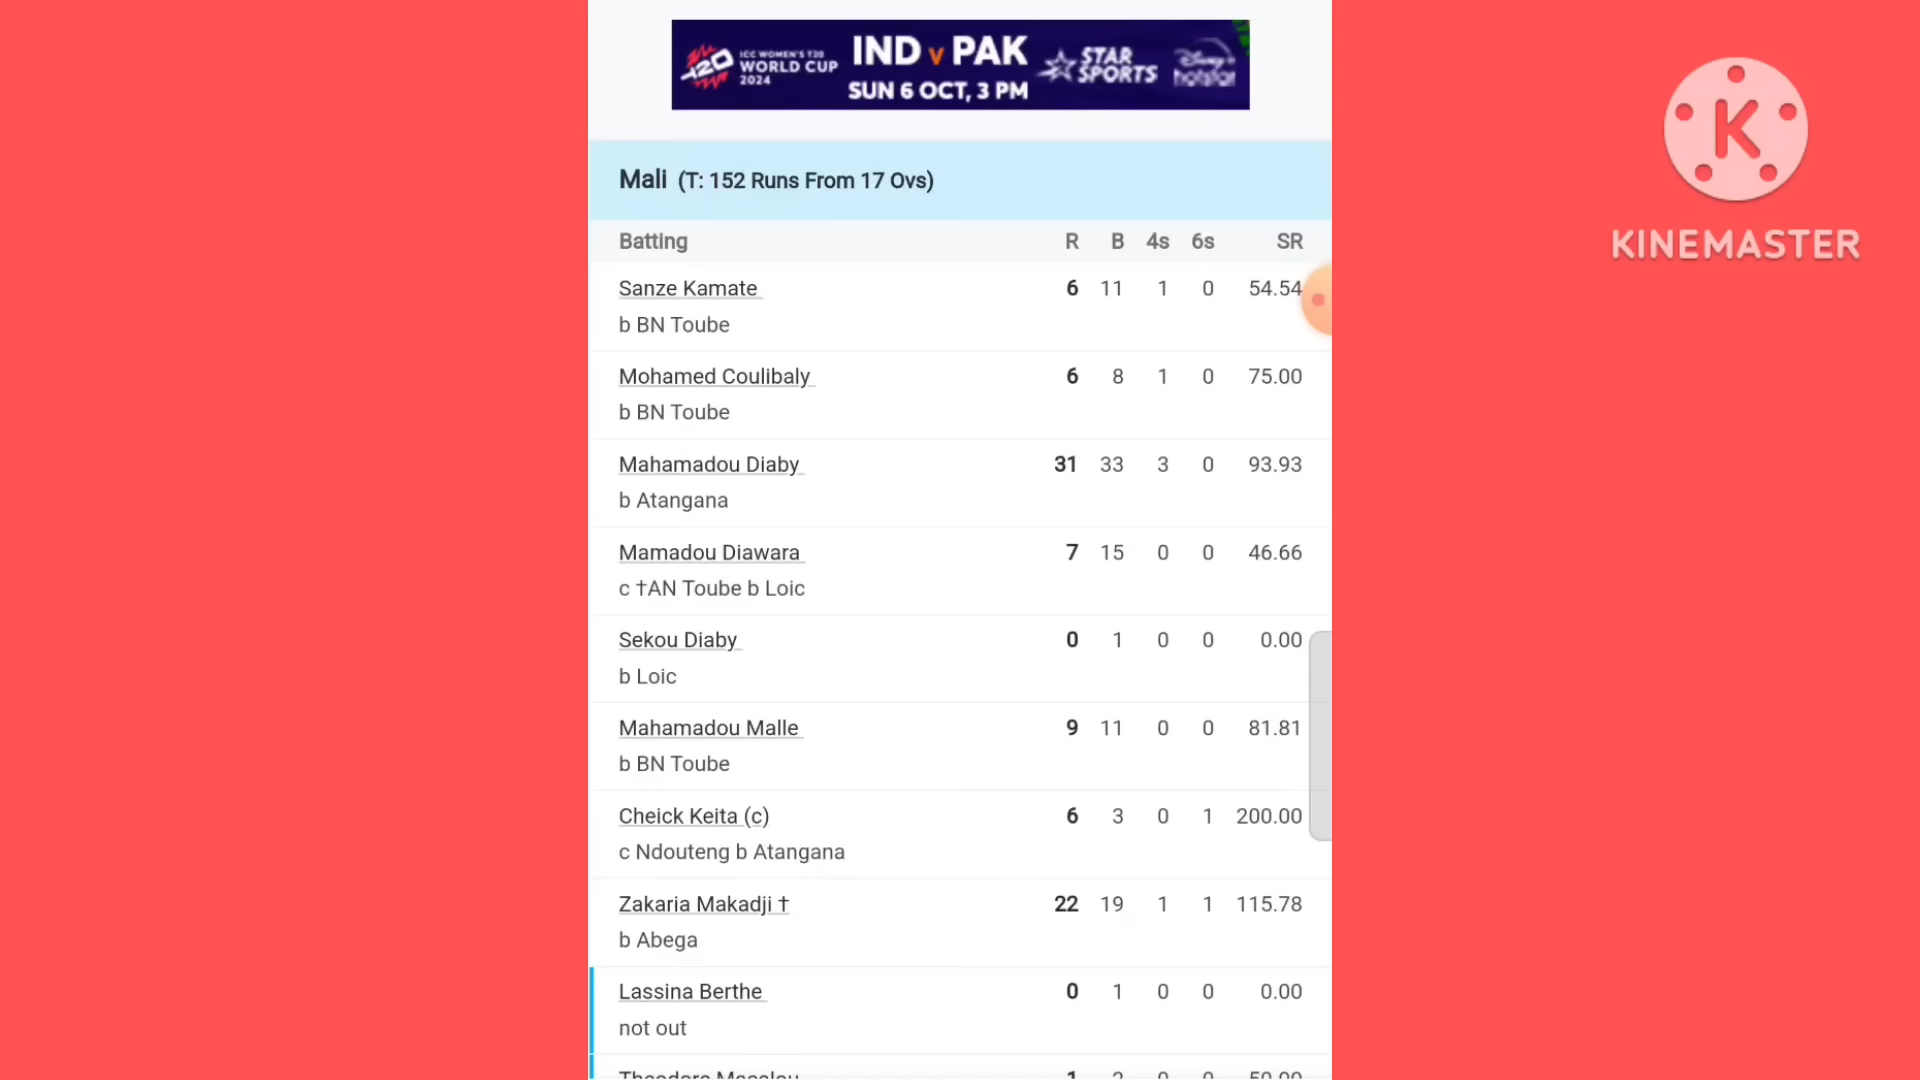 ICC WOMEN'S T20
WORLD CUP
2024
IND v PAK
SUN 6 OCT, 3 PM
STAR
SPORTS
Disney+
hotstar
K
KINEMASTER
Mali (T: 152 Runs From 17 Ovs)
Batting R B 4s 6s SR
Sanze Kamate 6 11 1 0 54.54
b BN Toube
Mohamed Coulibaly 6 8 1 0 75.00
b BN Toube
Mahamadou Diaby 31 33 3 0 93.93
b Atangana
Mamadou Diawara 7 15 0 0 46.66
c †AN Toube b Loic
Sekou Diaby 0 1 0 0 0.00
b Loic
Mahamadou Malle 9 11 0 0 81.81
b BN Toube
Cheick Keita (c) 6 3 0 1 200.00
c Ndouteng b Atangana
Zakaria Makadji † 22 19 1 1 115.78
b Abega
Lassina Berthe 0 1 0 0 0.00
not out